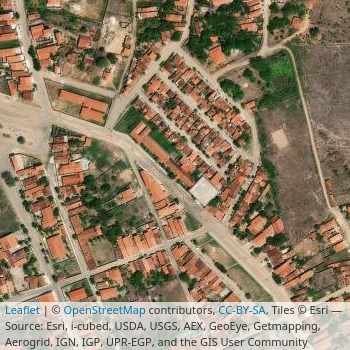 Leaflet | © OpenStreetMap contributors, CC-BY-SA, Tiles © Esri —
Source: Esri, i-cubed, USDA, USGS, AEX, GeoEye, Getmapping,
Aerogrid, IGN, IGP, UPR-EGP, and the GIS User Community